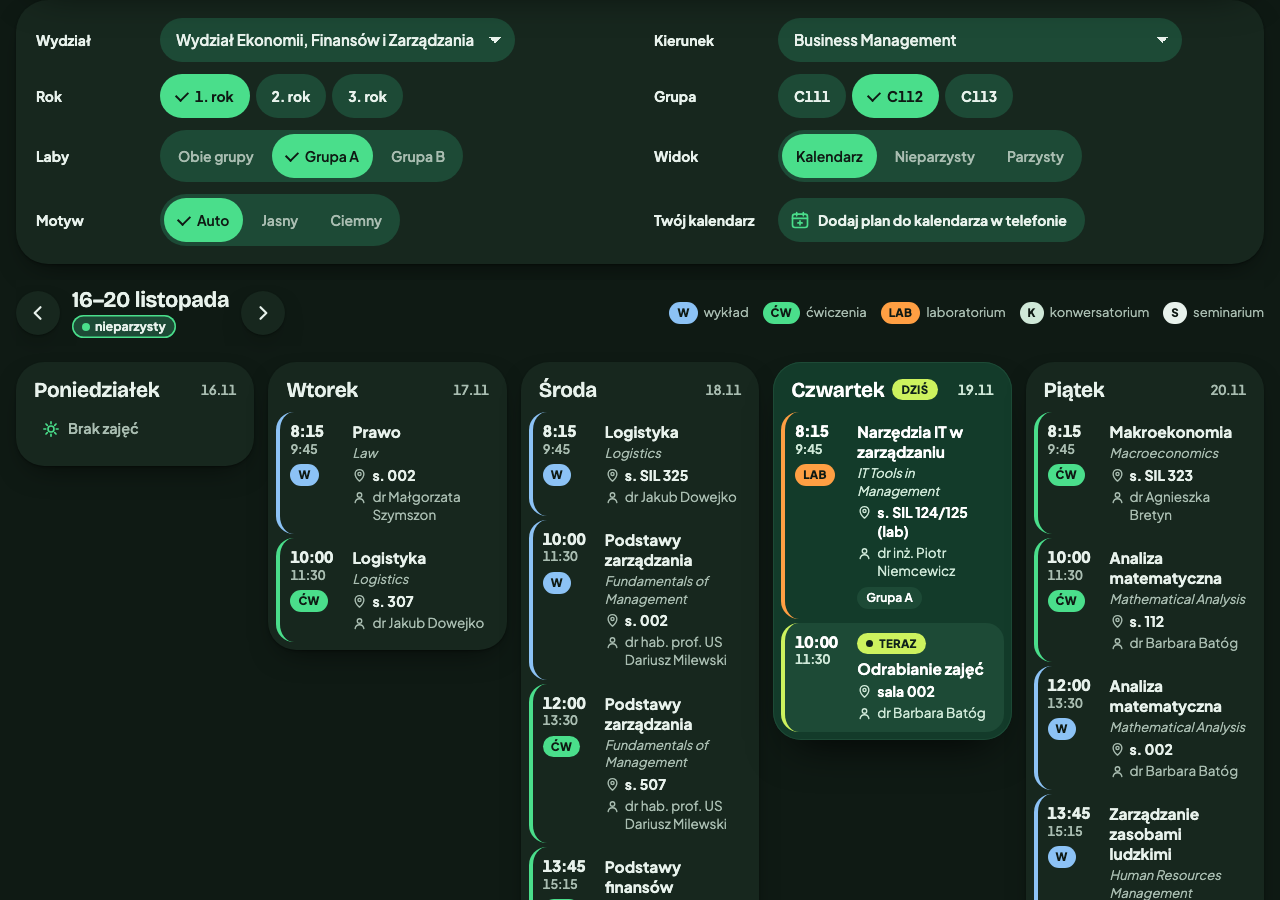 Wydział
Wydział Ekonomii, Finansów i Zarządzania
Kierunek
Business Management
Rok
1. rok
2. rok
3. rok
Grupa
C111
C112
C113
Laby
Obie grupy
Grupa A
Grupa B
Widok
Kalendarz
Nieparzysty
Parzysty
Motyw
Auto
Jasny
Ciemny
Twój kalendarz
Dodaj plan do kalendarza w telefonie
16–20 listopada
nieparzysty
W wykład
ĆW ćwiczenia
LAB laboratorium
K konwersatorium
S seminarium
Poniedziałek 16.11
Brak zajęć
Wtorek 17.11
8:15
9:45
W
Prawo
Law
s. 002
dr Małgorzata
Szymson
10:00
11:30
ĆW
Logistyka
Logistics
s. 307
dr Jakub Dowejko
Środa 18.11
8:15
9:45
W
Logistyka
Logistics
s. SIL 325
dr Jakub Dowejko
10:00
11:30
W
Podstawy
zarządzania
Fundamentals of
Management
s. 002
dr hab. prof. US
Dariusz Milewski
12:00
13:30
ĆW
Podstawy
zarządzania
Fundamentals of
Management
s. 507
dr hab. prof. US
Dariusz Milewski
13:45
15:15
Podstawy
finansów
Czwartek DZIŚ 19.11
8:15
9:45
LAB
Narzędzia IT w
zarządzaniu
IT Tools in
Management
s. SIL 124/125
(lab)
dr inż. Piotr
Niemcewicz
Grupa A
10:00
11:30
TERAZ
Odrabianie zajęć
sala 002
dr Barbara Batóg
Piątek 20.11
8:15
9:45
ĆW
Makroekonomia
Macroeconomics
s. SIL 323
dr Agnieszka
Bretyn
10:00
11:30
ĆW
Analiza
matematyczna
Mathematical Analysis
s. 112
dr Barbara Batóg
12:00
13:30
W
Analiza
matematyczna
Mathematical Analysis
s. 002
dr Barbara Batóg
13:45
15:15
W
Zarządzanie
zasobami
ludzkimi
Human Resources
Management